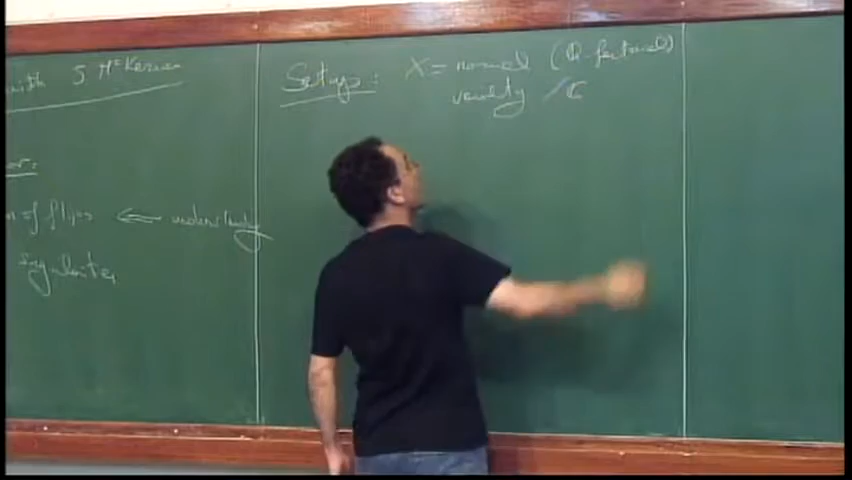 with J. McKernan
n of flips ⇐ understanding
singularities
Setup: X = normal (Q-factorial)
variety /C